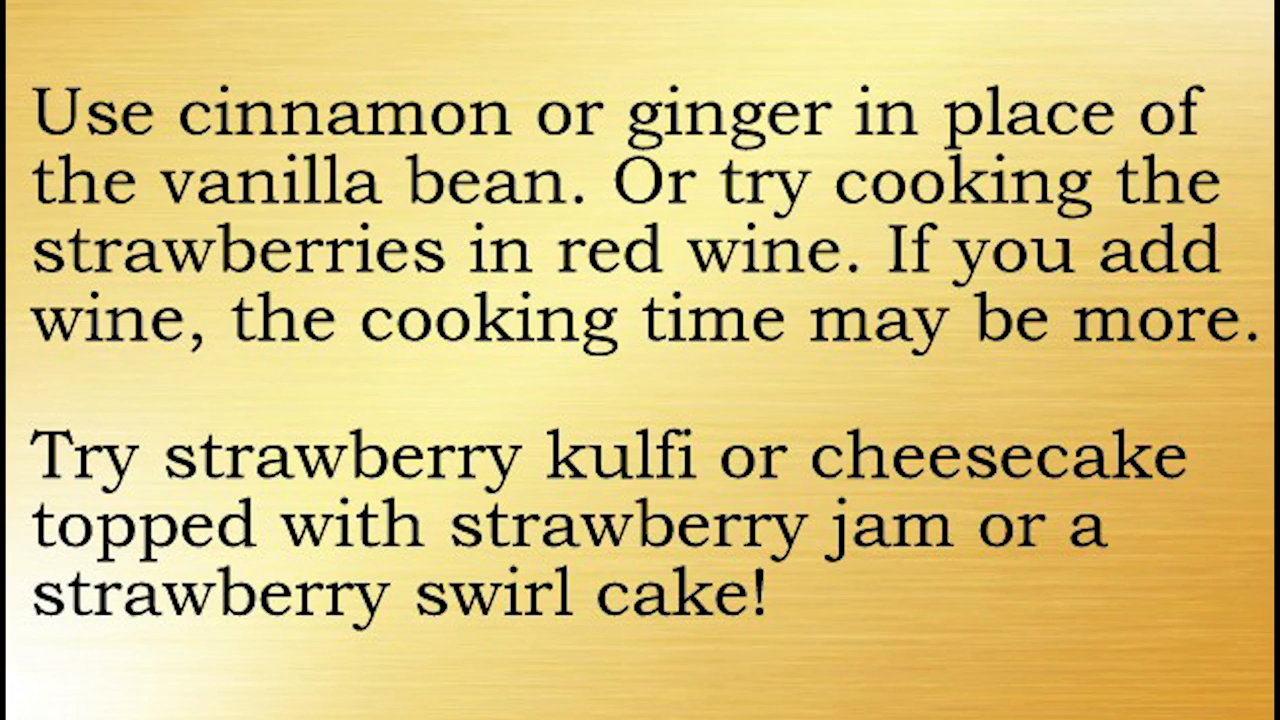 Use cinnamon or ginger in place of
the vanilla bean. Or try cooking the
strawberries in red wine. If you add
wine, the cooking time may be more.
Try strawberry kulfi or cheesecake
topped with strawberry jam or a
strawberry swirl cake!